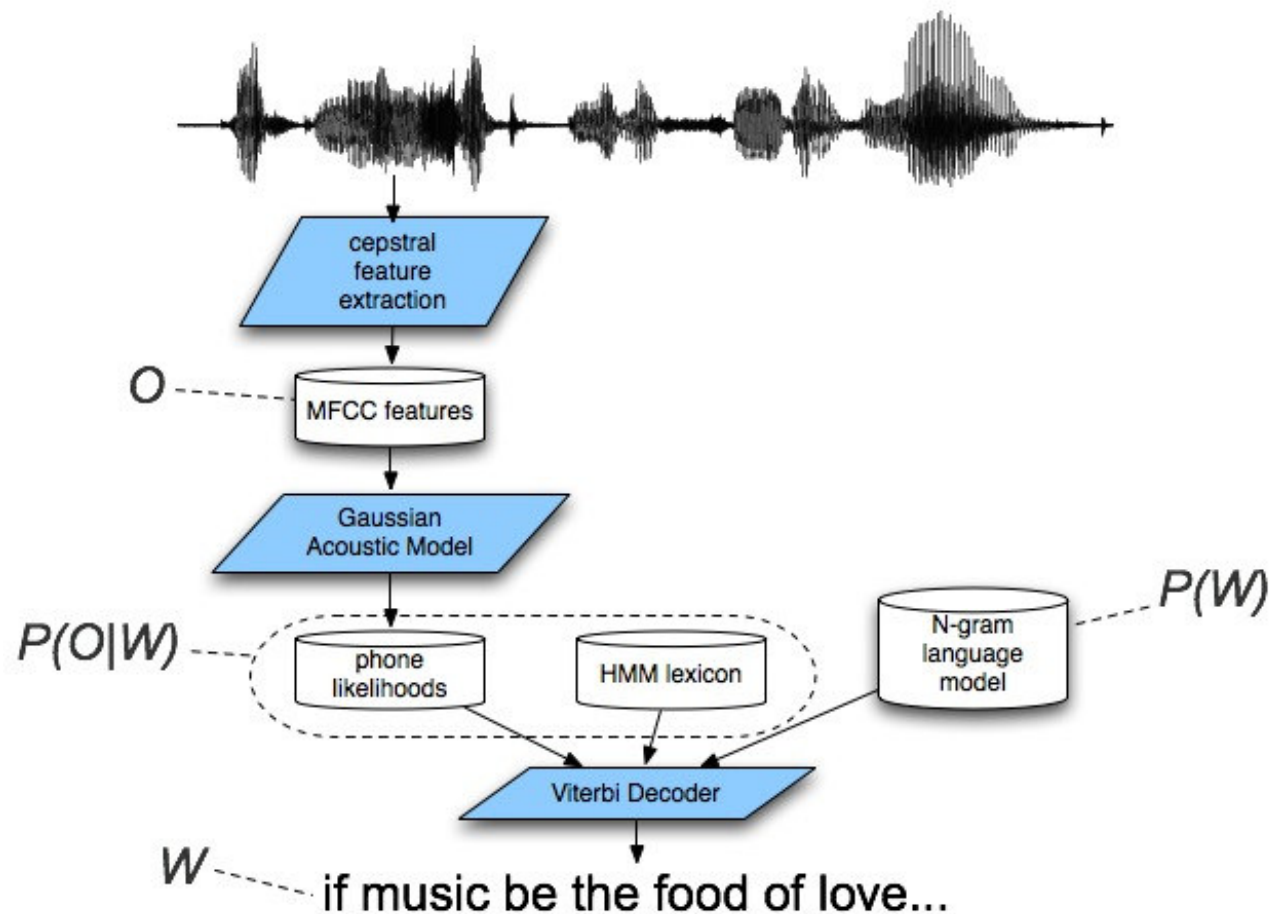 cepstral
feature
extraction
O
MFCC features
Gaussian
Acoustic Model
P(O|W)
phone
likelihoods
HMM lexicon
N-gram
language
model
P(W)
Viterbi Decoder
W
if music be the food of love...